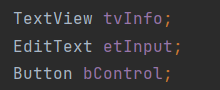 TextView tvInfo;
EditText etInput;
Button bControl;